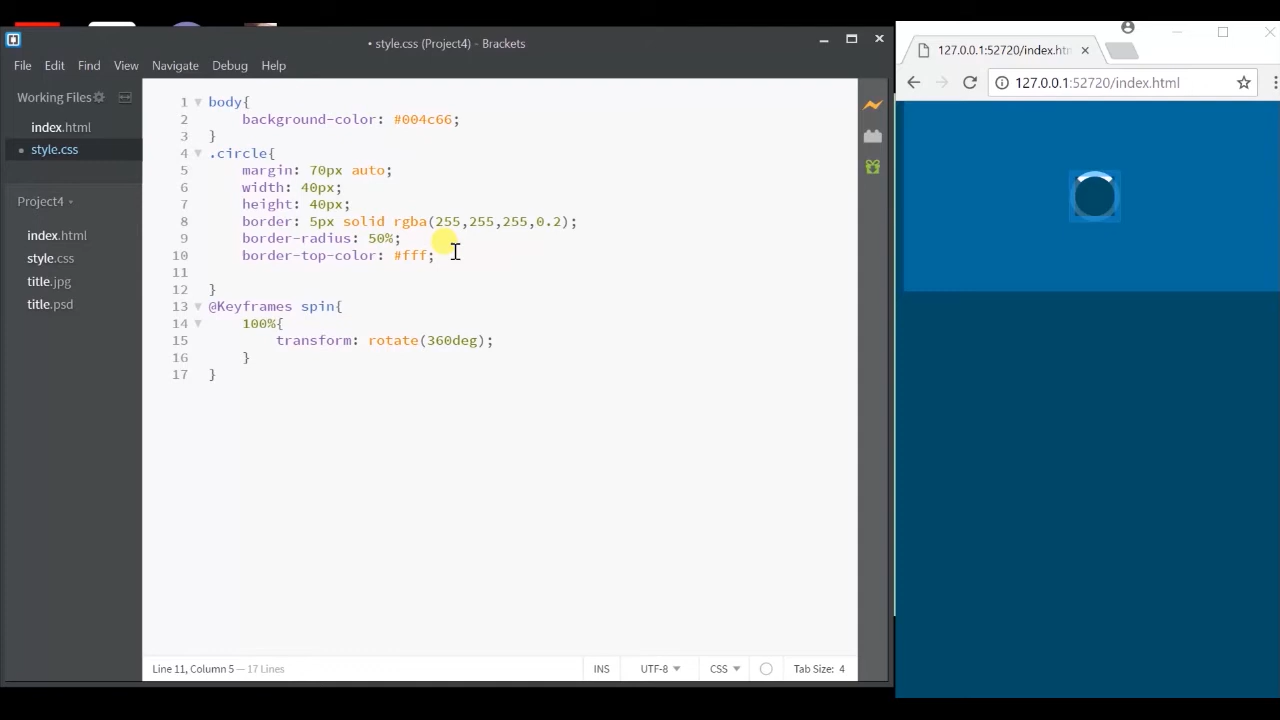 • style.css (Project4) - Brackets
File Edit Find View Navigate Debug Help
Working Files
index.html
style.css
Project4
index.html
style.css
title.jpg
title.psd
1 body{
2 background-color: #004c66;
3 }
4 .circle{
5 margin: 70px auto;
6 width: 40px;
7 height: 40px;
8 border: 5px solid rgba(255,255,255,0.2);
9 border-radius: 50%;
10 border-top-color: #fff;
11
12 }
13 @Keyframes spin{
14 100%{
15 transform: rotate(360deg);
16 }
17 }
Line 11, Column 5 — 17 Lines
INS UTF-8 CSS Tab Size: 4
127.0.0.1:52720/index.htm
127.0.0.1:52720/index.html